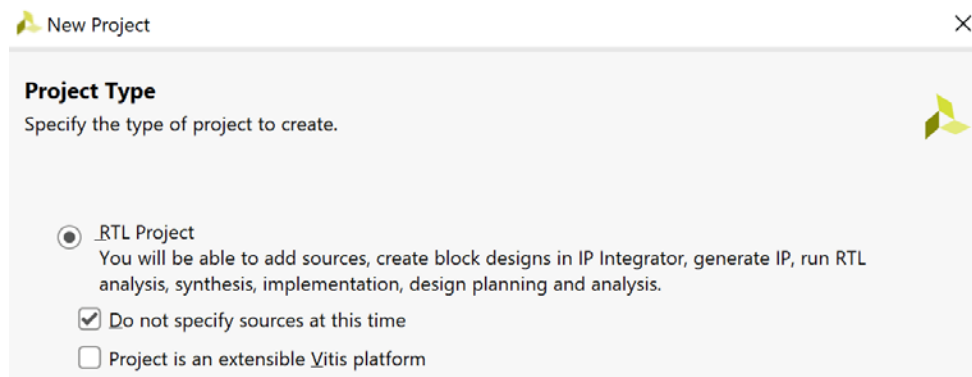 New Project
Project Type
Specify the type of project to create.
RTL Project
You will be able to add sources, create block designs in IP Integrator, generate IP, run RTL
analysis, synthesis, implementation, design planning and analysis.
Do not specify sources at this time
Project is an extensible Vitis platform